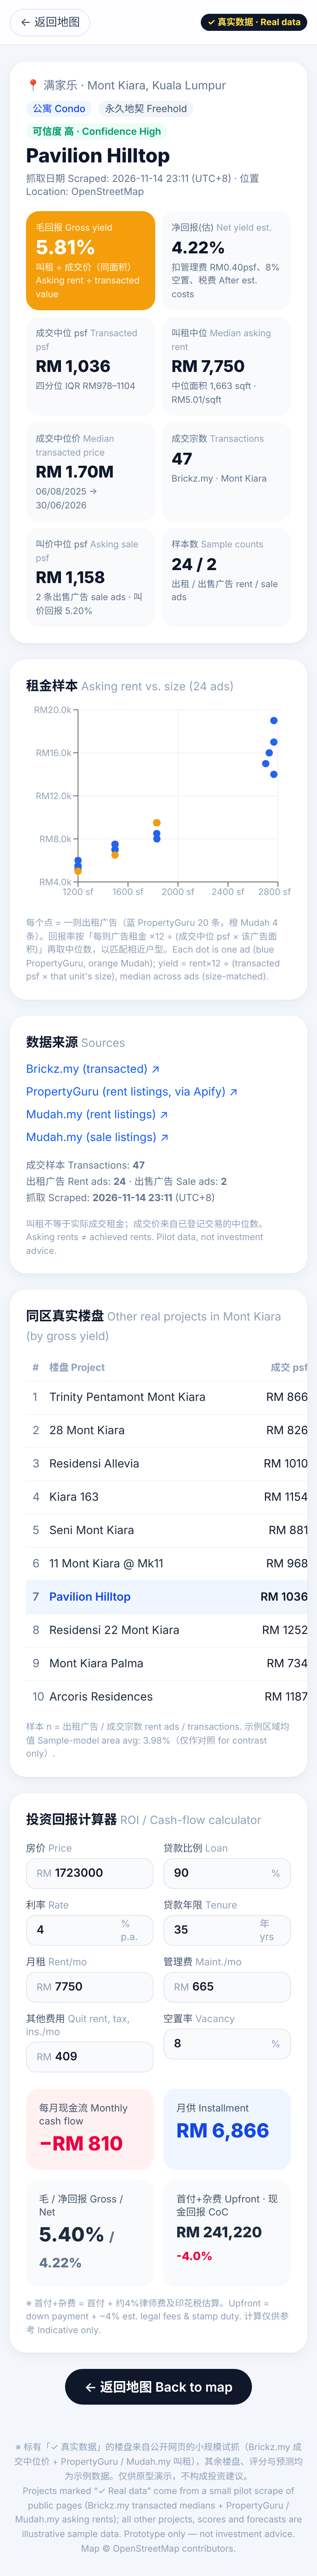 ← 返回地图
✓ 真实数据 · Real data
📍 满家乐 · Mont Kiara, Kuala Lumpur
公寓 Condo
永久地契 Freehold
可信度 高 · Confidence High
Pavilion Hilltop
抓取日期 Scraped: 2026-11-14 23:11 (UTC+8) · 位置
Location: OpenStreetMap
毛回报 Gross yield
5.81%
叫租 ÷ 成交价（同面积）
Asking rent ÷ transacted
value
净回报(估) Net yield est.
4.22%
扣管理费 RM0.40psf、8%
空置、税费 After est.
costs
成交中位 psf Transacted
psf
RM 1,036
四分位 IQR RM978–1104
叫租中位 Median asking
rent
RM 7,750
中位面积 1,663 sqft ·
RM5.01/sqft
成交中位价 Median
transacted price
RM 1.70M
06/08/2025 →
30/06/2026
成交宗数 Transactions
47
Brickz.my · Mont Kiara
叫价中位 psf Asking sale
psf
RM 1,158
2 条出售广告 sale ads · 叫
价回报 5.20%
样本数 Sample counts
24 / 2
出租 / 出售广告 rent / sale
ads
租金样本 Asking rent vs. size (24 ads)
RM20.0k
RM16.0k
RM12.0k
RM8.0k
RM4.0k
1200 sf 1600 sf 2000 sf 2400 sf 2800 sf
每个点 = 一则出租广告（蓝 PropertyGuru 20 条，橙 Mudah 4
条）。回报率按「每则广告租金 ×12 ÷ (成交中位 psf × 该广告面
积)」再取中位数，以匹配相近户型。Each dot is one ad (blue
PropertyGuru, orange Mudah); yield = rent×12 ÷ (transacted
psf × that unit's size), median across ads (size-matched).
数据来源 Sources
Brickz.my (transacted) ↗
PropertyGuru (rent listings, via Apify) ↗
Mudah.my (rent listings) ↗
Mudah.my (sale listings) ↗
成交样本 Transactions: 47
出租广告 Rent ads: 24 · 出售广告 Sale ads: 2
抓取 Scraped: 2026-11-14 23:11 (UTC+8)
叫租不等于实际成交租金；成交价来自已登记交易的中位数。
Asking rents ≠ achieved rents. Pilot data, not investment
advice.
同区真实楼盘 Other real projects in Mont Kiara
(by gross yield)
# 楼盘 Project 成交 psf
1 Trinity Pentamont Mont Kiara RM 866
2 28 Mont Kiara RM 826
3 Residensi Allevia RM 1010
4 Kiara 163 RM 1154
5 Seni Mont Kiara RM 881
6 11 Mont Kiara @ Mk11 RM 968
7 Pavilion Hilltop RM 1036
8 Residensi 22 Mont Kiara RM 1252
9 Mont Kiara Palma RM 734
10 Arcoris Residences RM 1187
样本 n = 出租广告 / 成交宗数 rent ads / transactions. 示例区域均
值 Sample-model area avg: 3.98%（仅作对照 for contrast
only）.
投资回报计算器 ROI / Cash-flow calculator
房价 Price
RM 1723000
贷款比例 Loan
90 %
利率 Rate
4 % p.a.
贷款年限 Tenure
35 年 yrs
月租 Rent/mo
RM 7750
管理费 Maint./mo
RM 665
其他费用 Quit rent, tax,
ins./mo
RM 409
空置率 Vacancy
8 %
每月现金流 Monthly
cash flow
−RM 810
月供 Installment
RM 6,866
毛 / 净回报 Gross /
Net
5.40% /
4.22%
首付+杂费 Upfront · 现
金回报 CoC
RM 241,220
-4.0%
※ 首付+杂费 = 首付 + 约4%律师费及印花税估算。Upfront =
down payment + ~4% est. legal fees & stamp duty. 计算仅供参
考 Indicative only.
← 返回地图 Back to map
※ 标有「✓ 真实数据」的楼盘来自公开网页的小规模试抓（Brickz.my 成
交中位价 + PropertyGuru / Mudah.my 叫租），其余楼盘、评分与预测均
为示例数据。仅供原型演示，不构成投资建议。
Projects marked “✓ Real data” come from a small pilot scrape of
public pages (Brickz.my transacted medians + PropertyGuru /
Mudah.my asking rents); all other projects, scores and forecasts are
illustrative sample data. Prototype only — not investment advice.
Map © OpenStreetMap contributors.